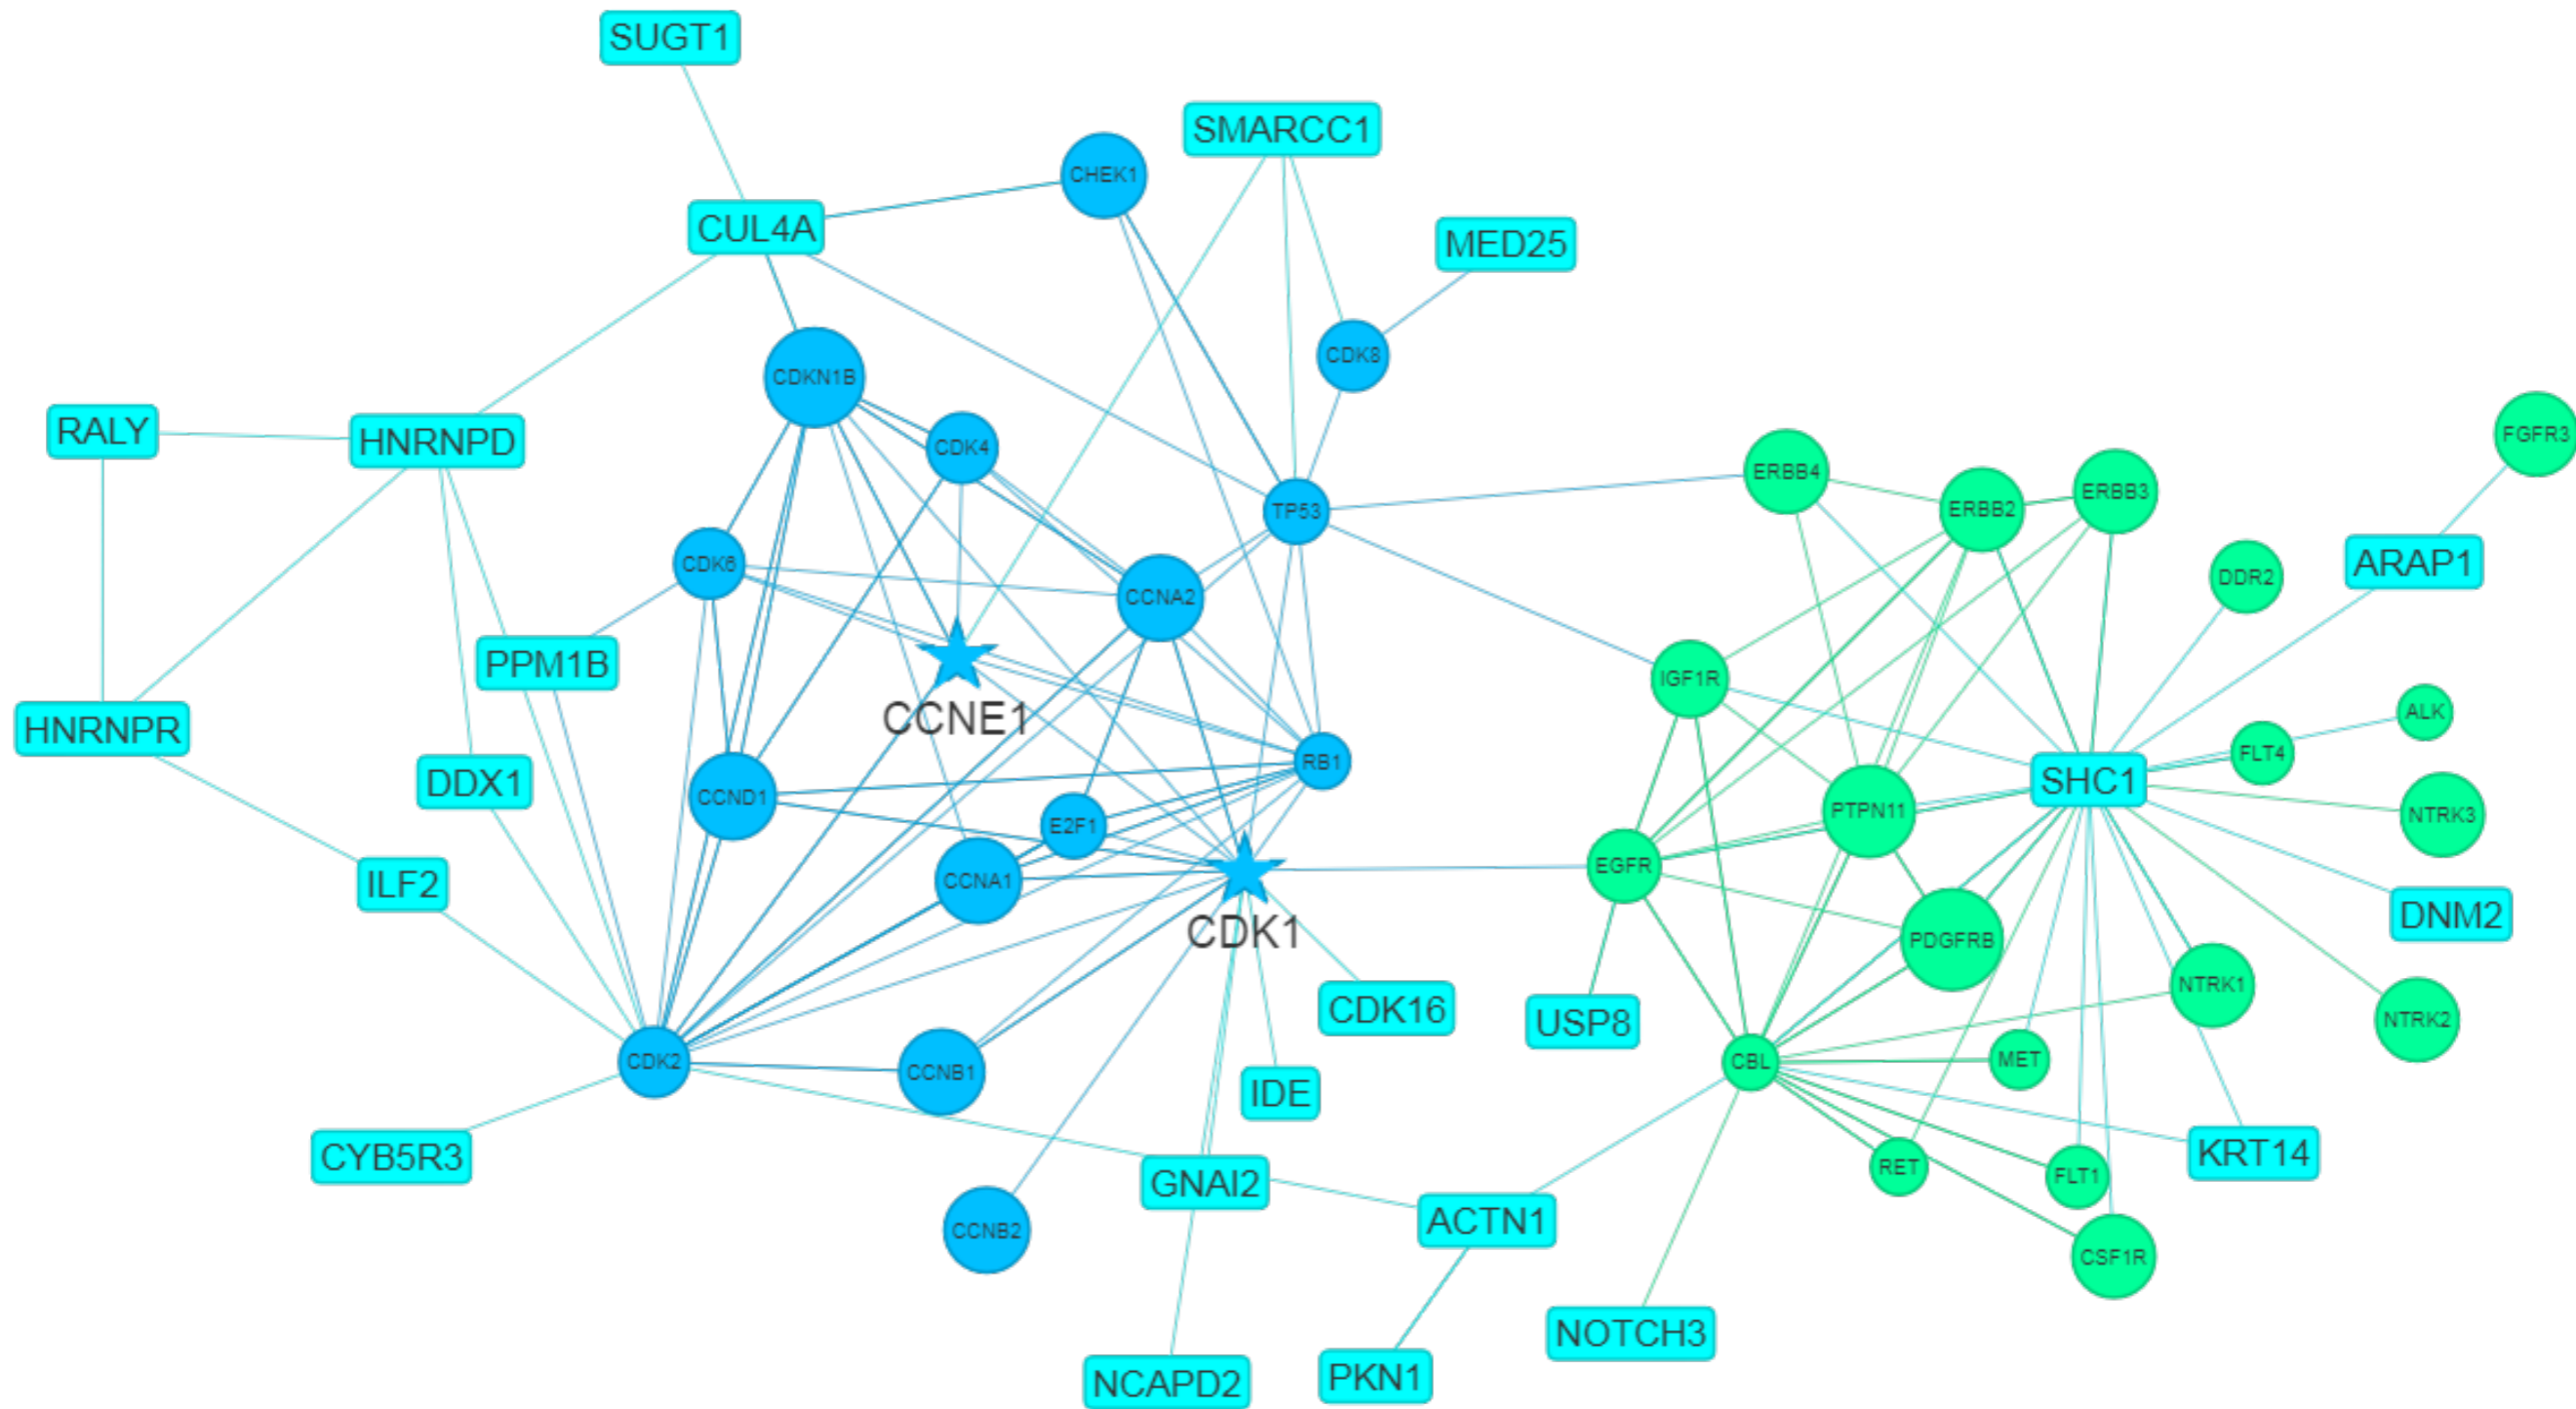 SUGT1
SMARCC1
CHEK1
CUL4A
MED25
CDK8
CDKN1B
FGFR3
RALY
HNRNPD
CDK4
ERBB4
ERBB2
ERBB3
TP53
CDK6
ARAP1
DDR2
CCNA2
PPM1B
IGF1R
CCNE1
ALK
HNRNPR
FLT4
RB1
DDX1
SHC1
CCND1
PTPN11
NTRK3
E2F1
EGFR
ILF2
CCNA1
DNM2
CDK1
PDGFRB
NTRK1
CDK16
USP8
NTRK2
CDK2
CCNB1
CBL
MET
IDE
CYB5R3
KRT14
RET
FLT1
GNAI2
ACTN1
CCNB2
CSF1R
NOTCH3
PKN1
NCAPD2